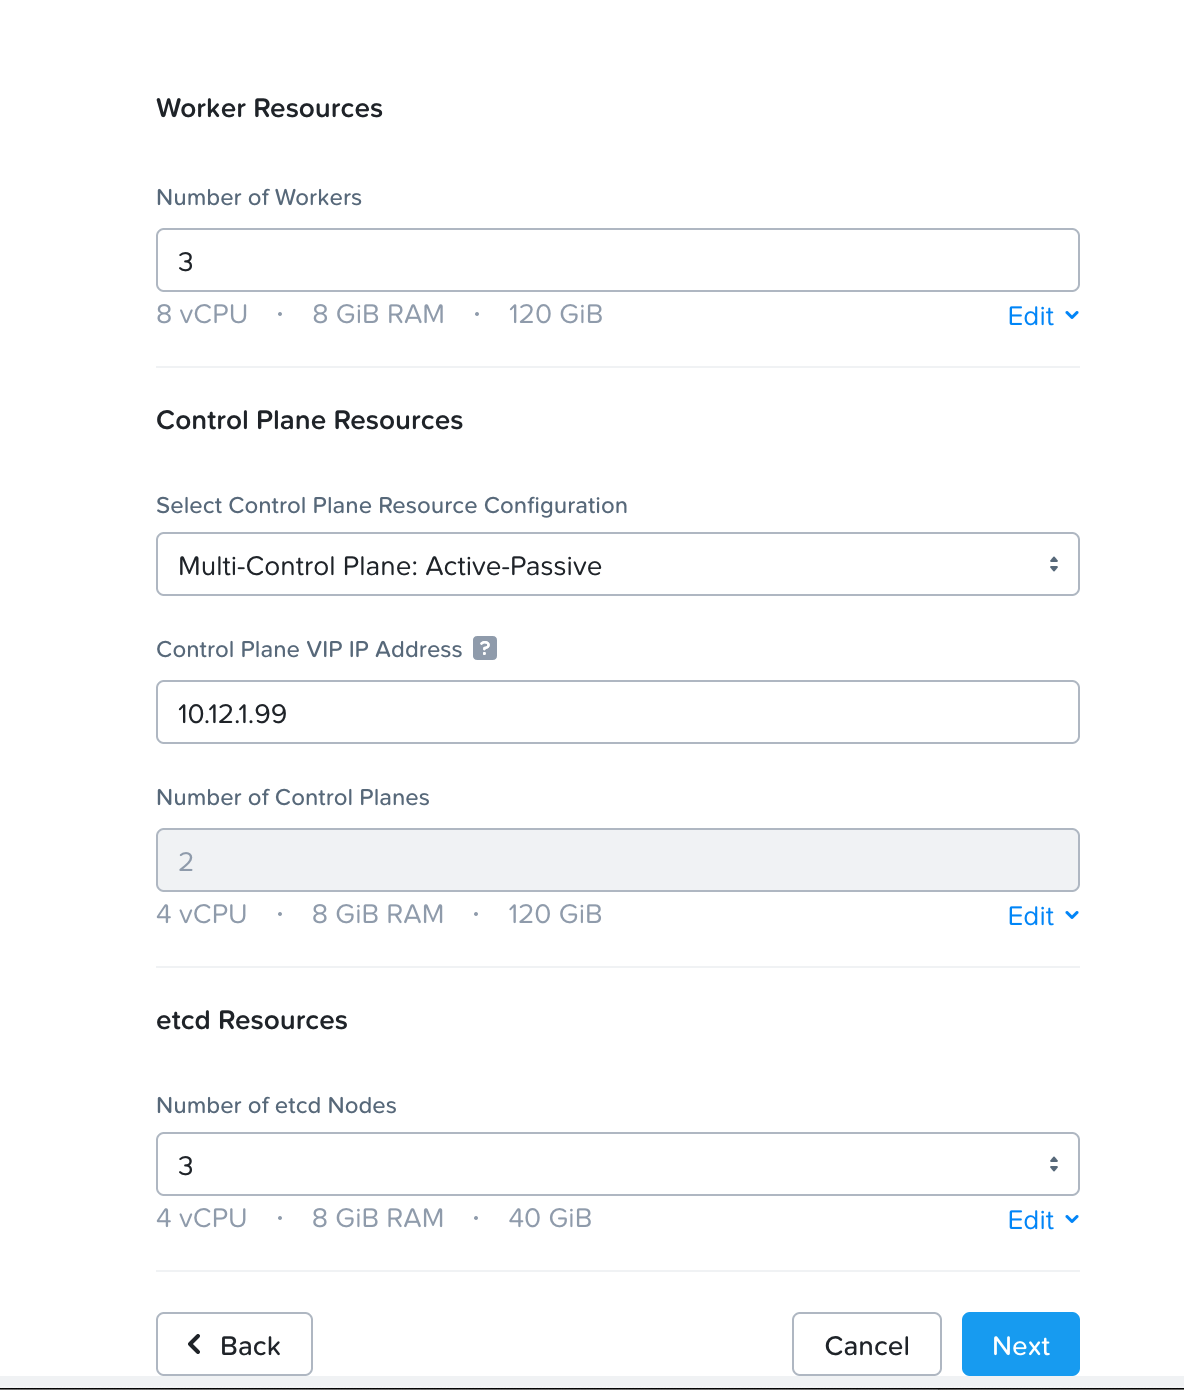 Worker Resources
Number of Workers
3
8 vCPU · 8 GiB RAM · 120 GiB Edit
Control Plane Resources
Select Control Plane Resource Configuration
Multi-Control Plane: Active-Passive
Control Plane VIP IP Address ?
10.12.1.99
Number of Control Planes
2
4 vCPU · 8 GiB RAM · 120 GiB Edit
etcd Resources
Number of etcd Nodes
3
4 vCPU · 8 GiB RAM · 40 GiB Edit
Back Cancel Next